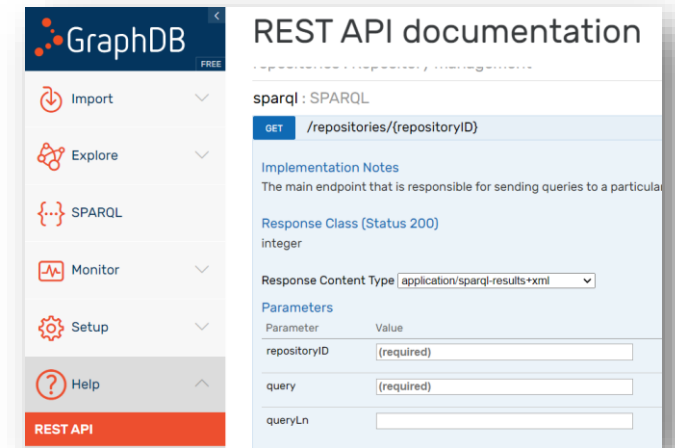 GraphDB
FREE
Import
Explore
SPARQL
Monitor
Setup
Help
REST API
REST API documentation
sparql : SPARQL
GET /repositories/{repositoryID}
Implementation Notes
The main endpoint that is responsible for sending queries to a particular
Response Class (Status 200)
integer
Response Content Type application/sparql-results+xml
Parameters
Parameter Value
repositoryID (required)
query (required)
queryLn